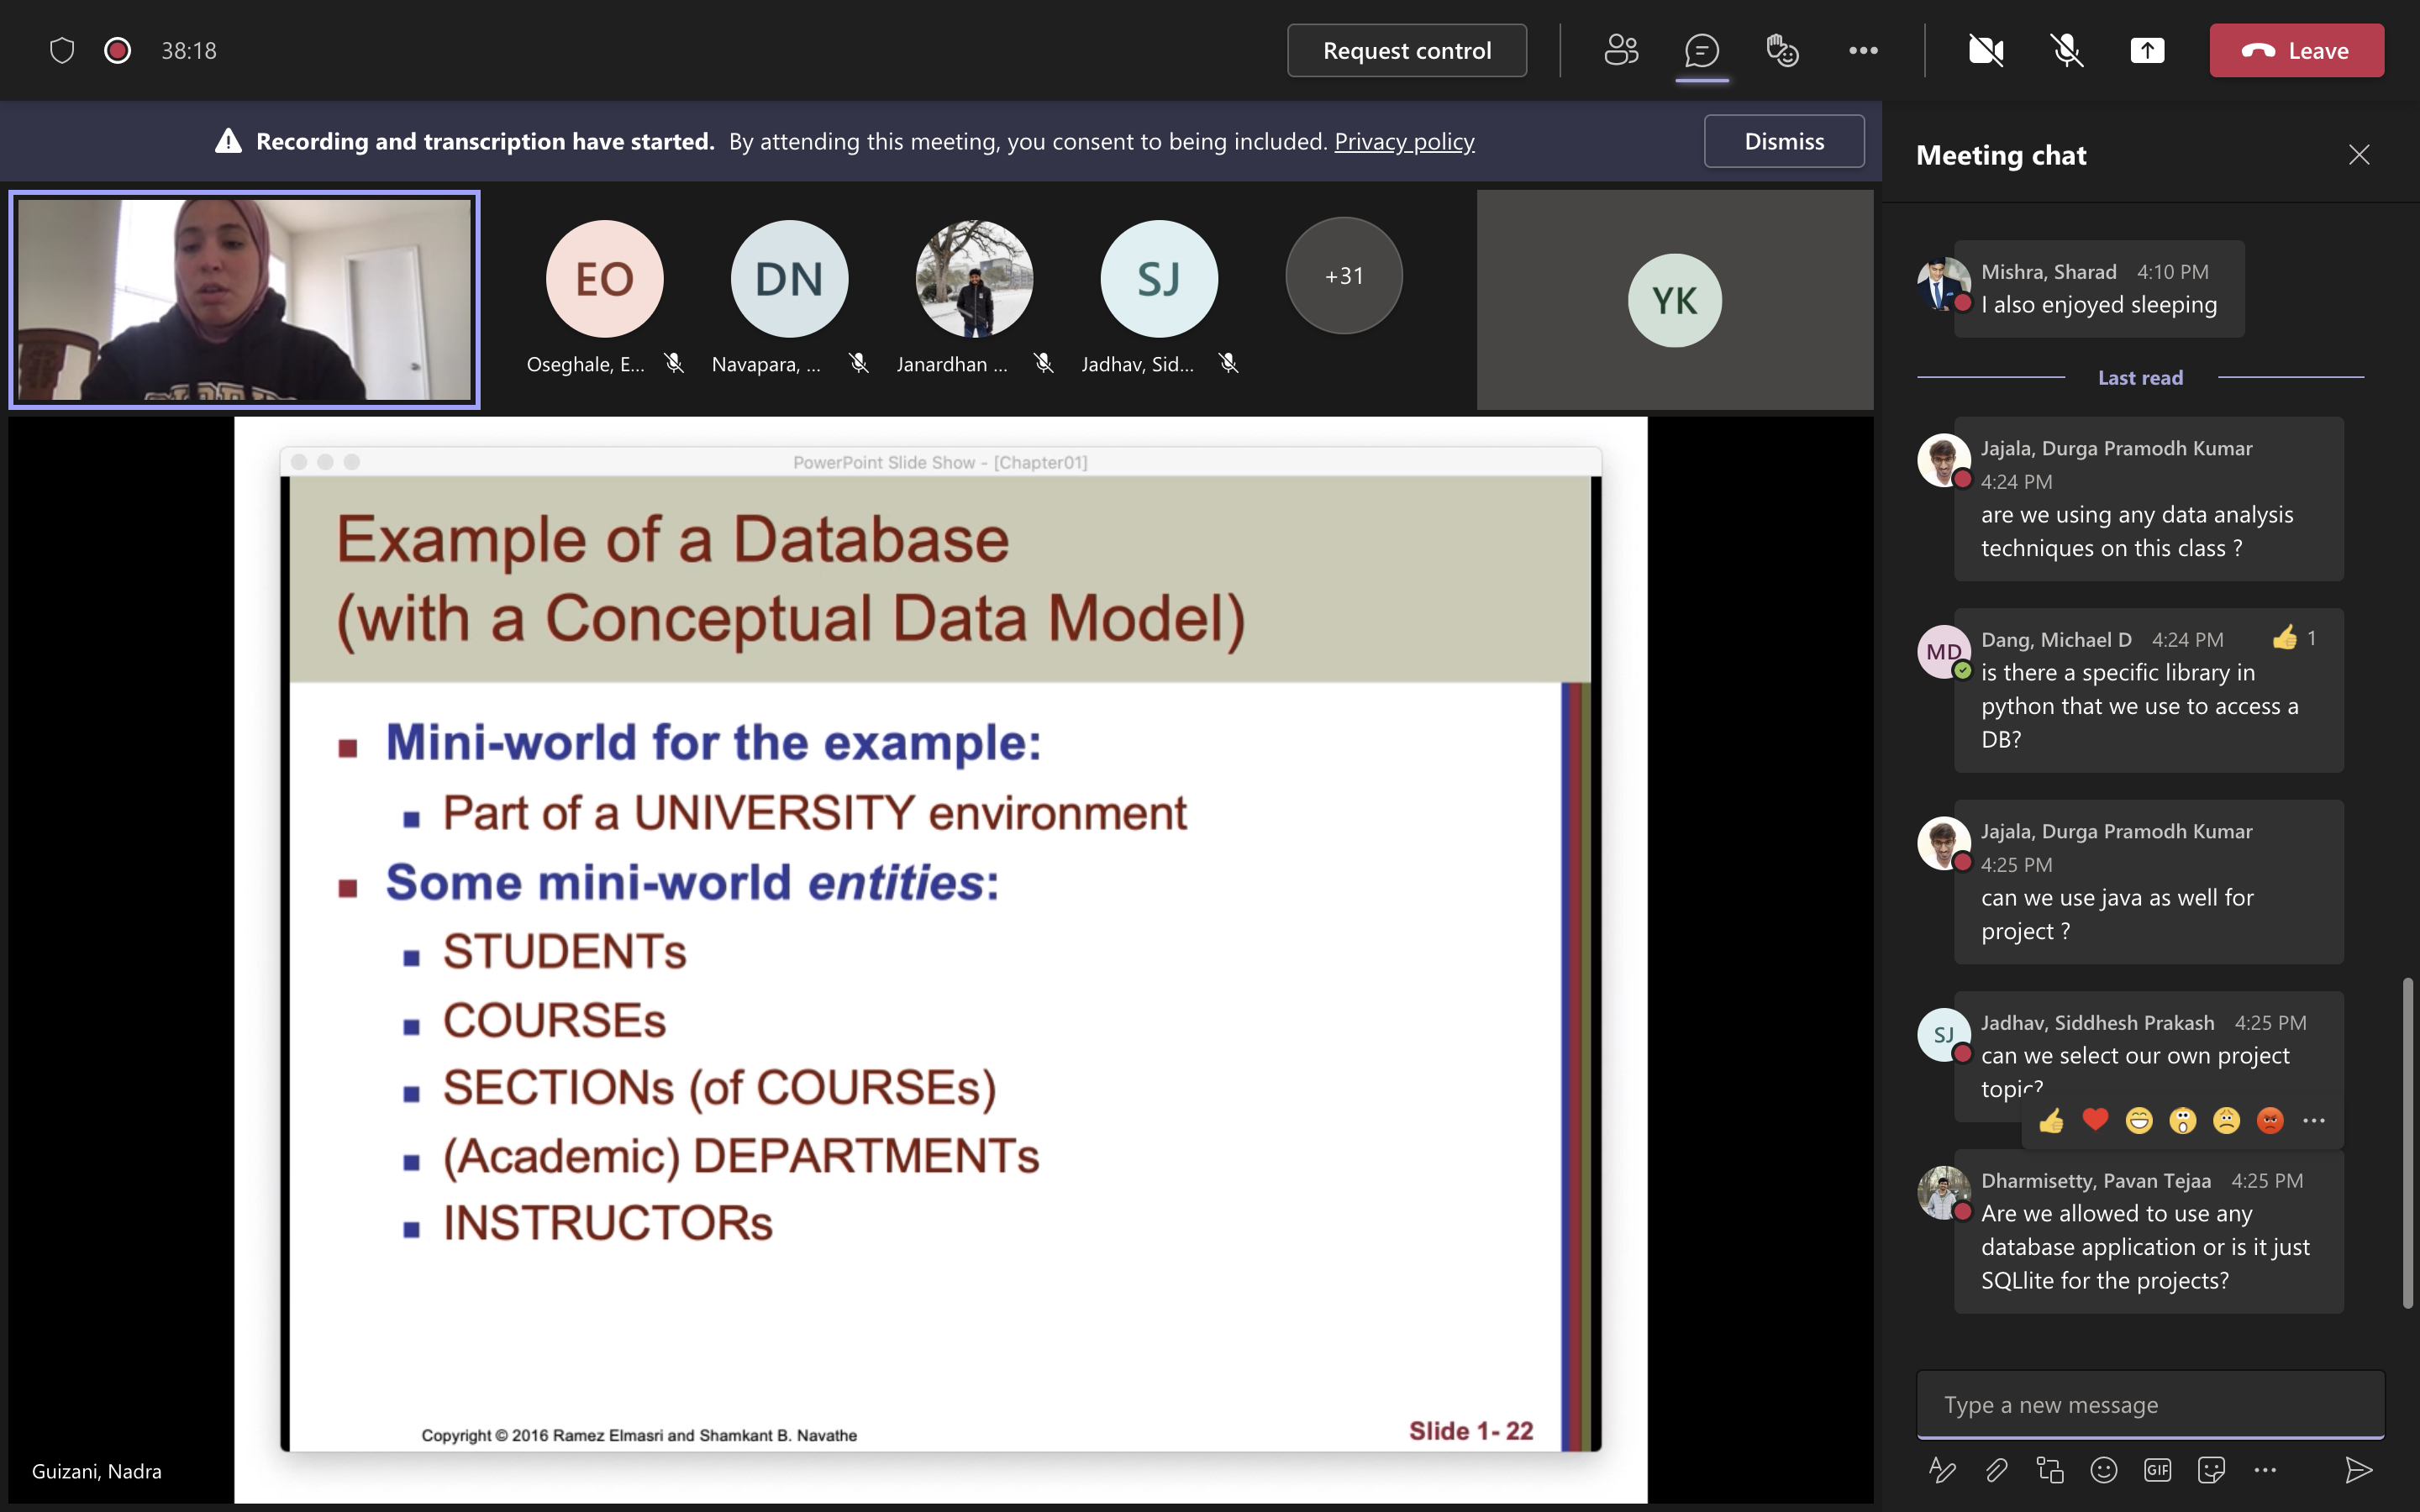 38:18
Request control
Leave
Recording and transcription have started. By attending this meeting, you consent to being included. Privacy policy
Dismiss
EO
DN
SJ
+31
YK
Oseghale, E...
Navapara, ...
Janardhan ...
Jadhav, Sid...
PowerPoint Slide Show - [Chapter01]
Example of a Database
(with a Conceptual Data Model)
Mini-world for the example:
Part of a UNIVERSITY environment
Some mini-world entities:
STUDENTs
COURSEs
SECTIONs (of COURSEs)
(Academic) DEPARTMENTs
INSTRUCTORs
Copyright © 2016 Ramez Elmasri and Shamkant B. Navathe
Slide 1- 22
Guizani, Nadra
Meeting chat
Mishra, Sharad 4:10 PM
I also enjoyed sleeping
Last read
Jajala, Durga Pramodh Kumar
4:24 PM
are we using any data analysis
techniques on this class ?
MD
Dang, Michael D 4:24 PM
1
is there a specific library in
python that we use to access a
DB?
Jajala, Durga Pramodh Kumar
4:25 PM
can we use java as well for
project ?
SJ
Jadhav, Siddhesh Prakash 4:25 PM
can we select our own project
topic?
Dharmisetty, Pavan Tejaa 4:25 PM
Are we allowed to use any
database application or is it just
SQLlite for the projects?
Type a new message
GIF